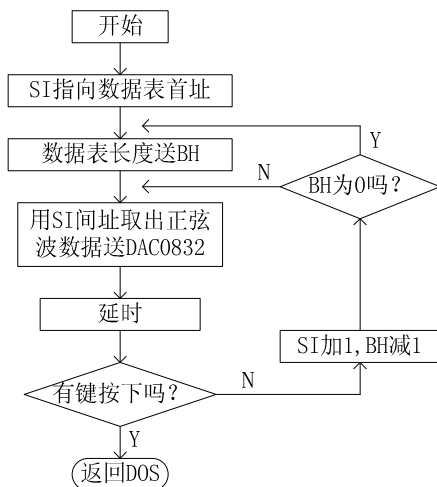 开始
SI指向数据表首址
数据表长度送BH
用SI间址取出正弦
波数据送DAC0832
延时
有键按下吗?
Y
返回DOS
N
SI加1,BH减1
BH为0吗?
Y
N